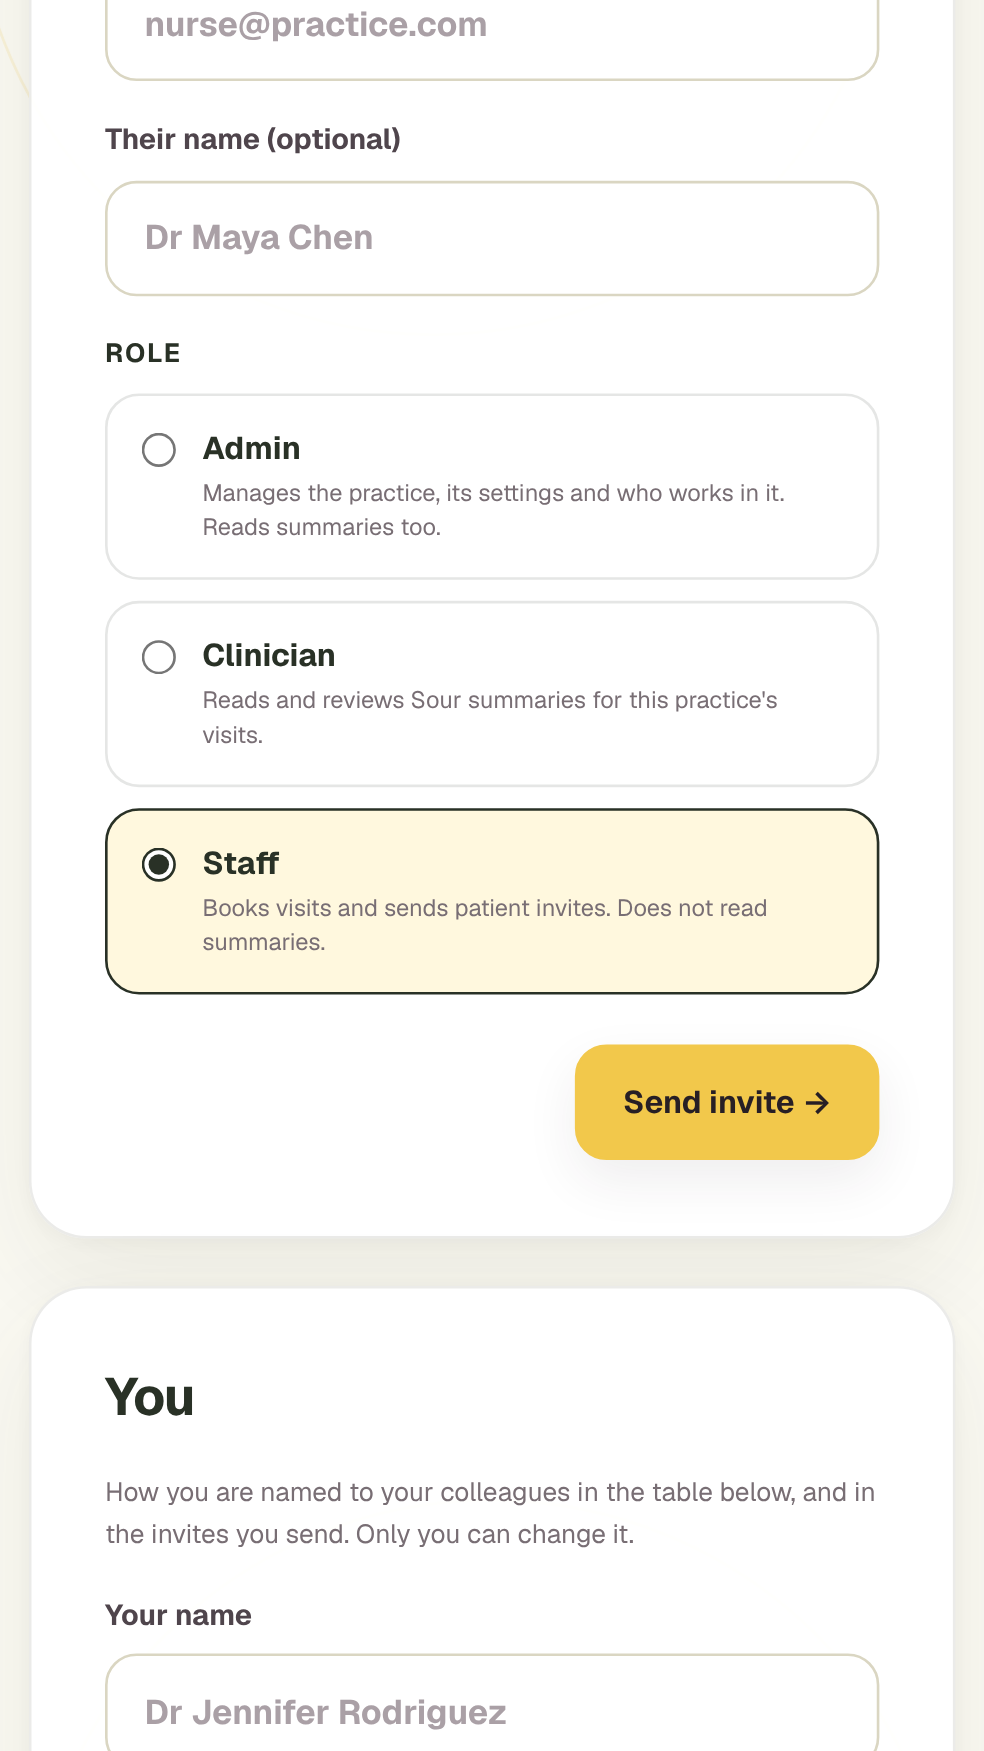 nurse@practice.com
Their name (optional)
Dr Maya Chen
ROLE
Admin
Manages the practice, its settings and who works in it.
Reads summaries too.
Clinician
Reads and reviews Sour summaries for this practice's
visits.
Staff
Books visits and sends patient invites. Does not read
summaries.
Send invite →
You
How you are named to your colleagues in the table below, and in
the invites you send. Only you can change it.
Your name
Dr Jennifer Rodriguez